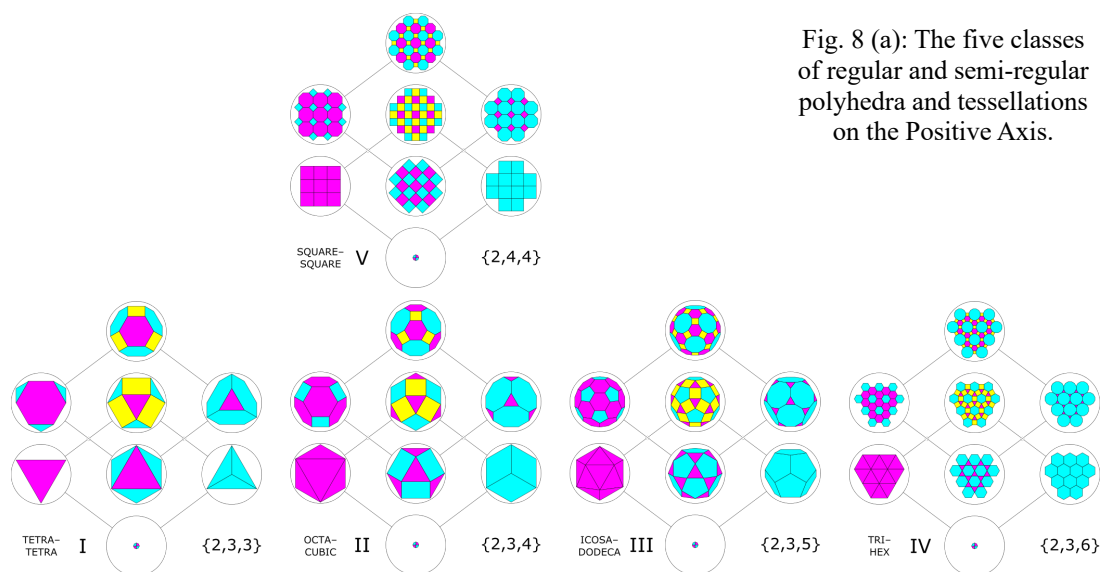 Fig. 8 (a): The five classes
of regular and semi-regular
polyhedra and tessellations
on the Positive Axis.
SQUARE–
SQUARE V {2,4,4}
TETRA–
TETRA I {2,3,3}
OCTA–
CUBIC II {2,3,4}
ICOSA–
DODECA III {2,3,5}
TRI–
HEX IV {2,3,6}